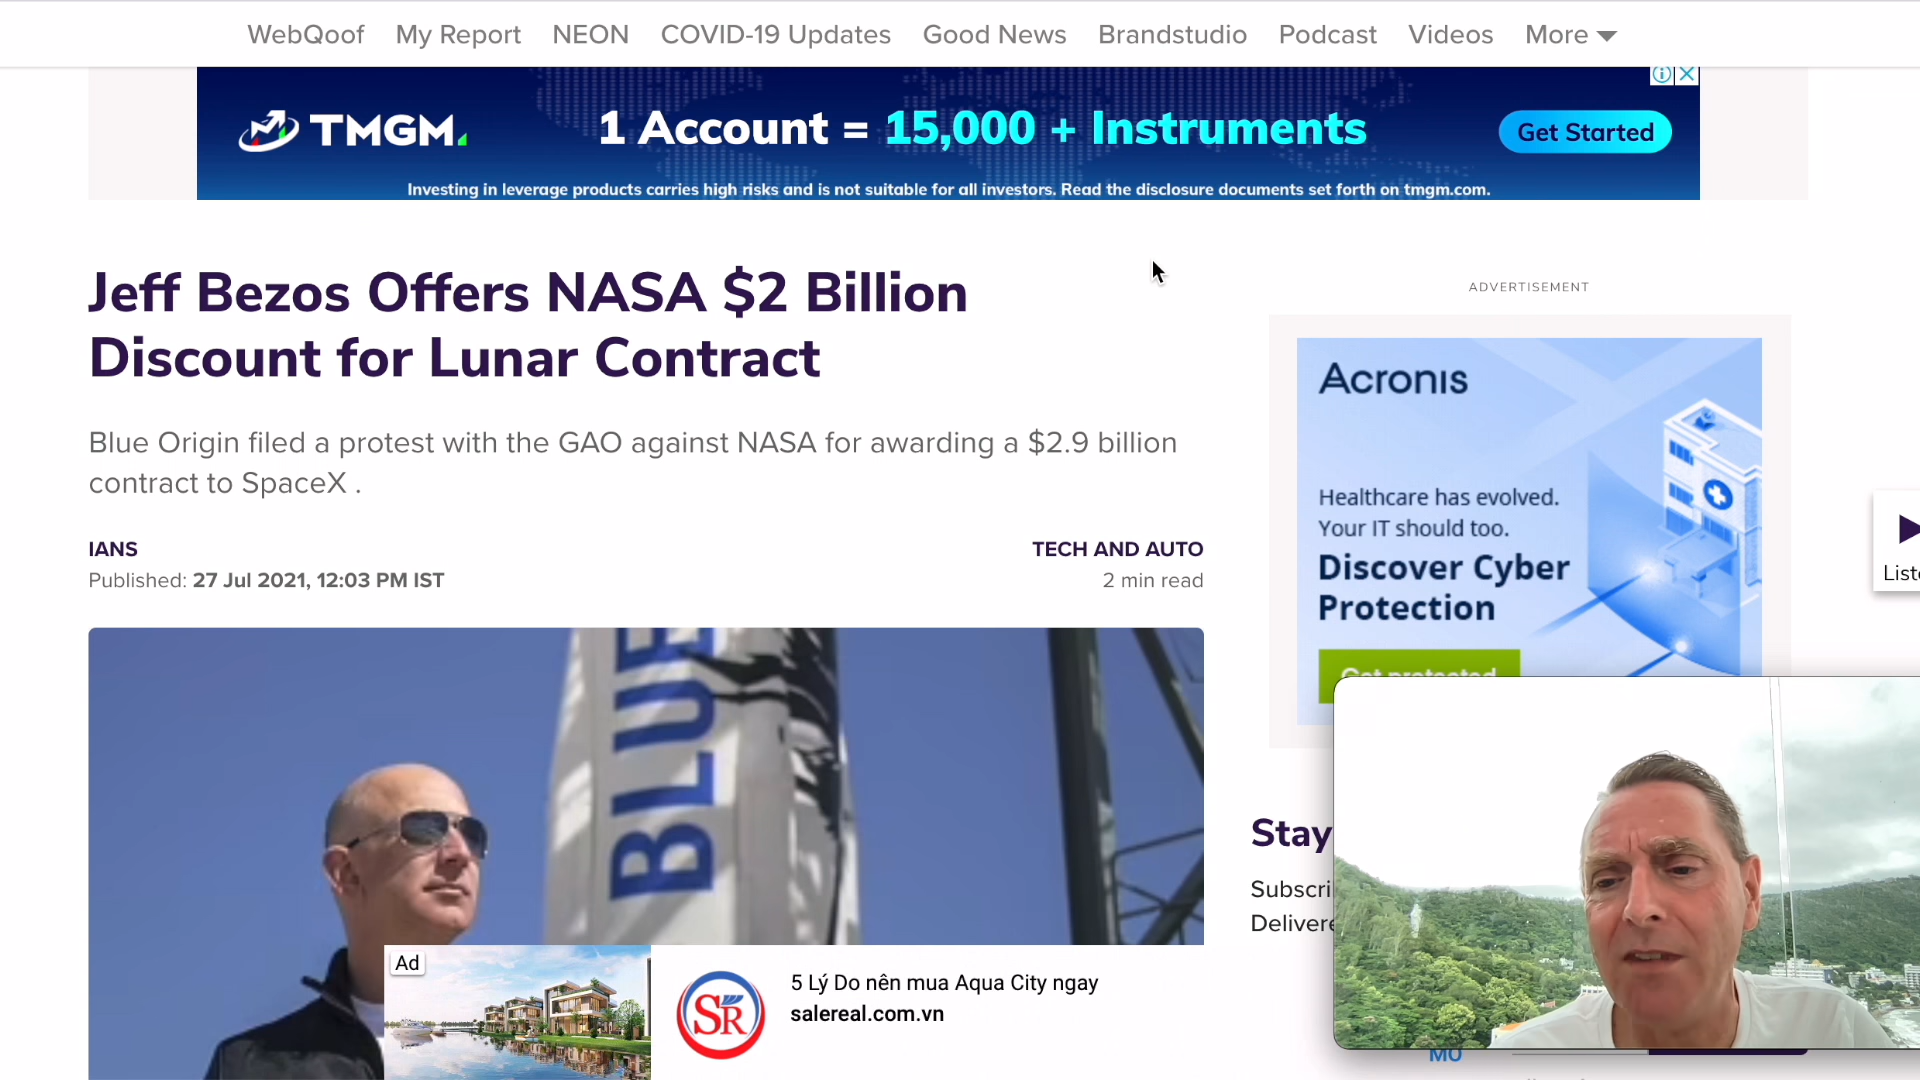 WebQoof My Report NEON COVID-19 Updates Good News Brandstudio Podcast Videos More
TMGM.
1 Account = 15,000 + Instruments
Get Started
Investing in leverage products carries high risks and is not suitable for all investors. Read the disclosure documents set forth on tmgm.com.
Jeff Bezos Offers NASA $2 Billion
Discount for Lunar Contract
Blue Origin filed a protest with the GAO against NASA for awarding a $2.9 billion
contract to SpaceX .
IANS
TECH AND AUTO
Published: 27 Jul 2021, 12:03 PM IST
2 min read
BLUE
Ad
SR
5 Lý Do nên mua Aqua City ngay
salereal.com.vn
ADVERTISEMENT
Acronis
Healthcare has evolved.
Your IT should too.
Discover Cyber
Protection
Get protected
Stay